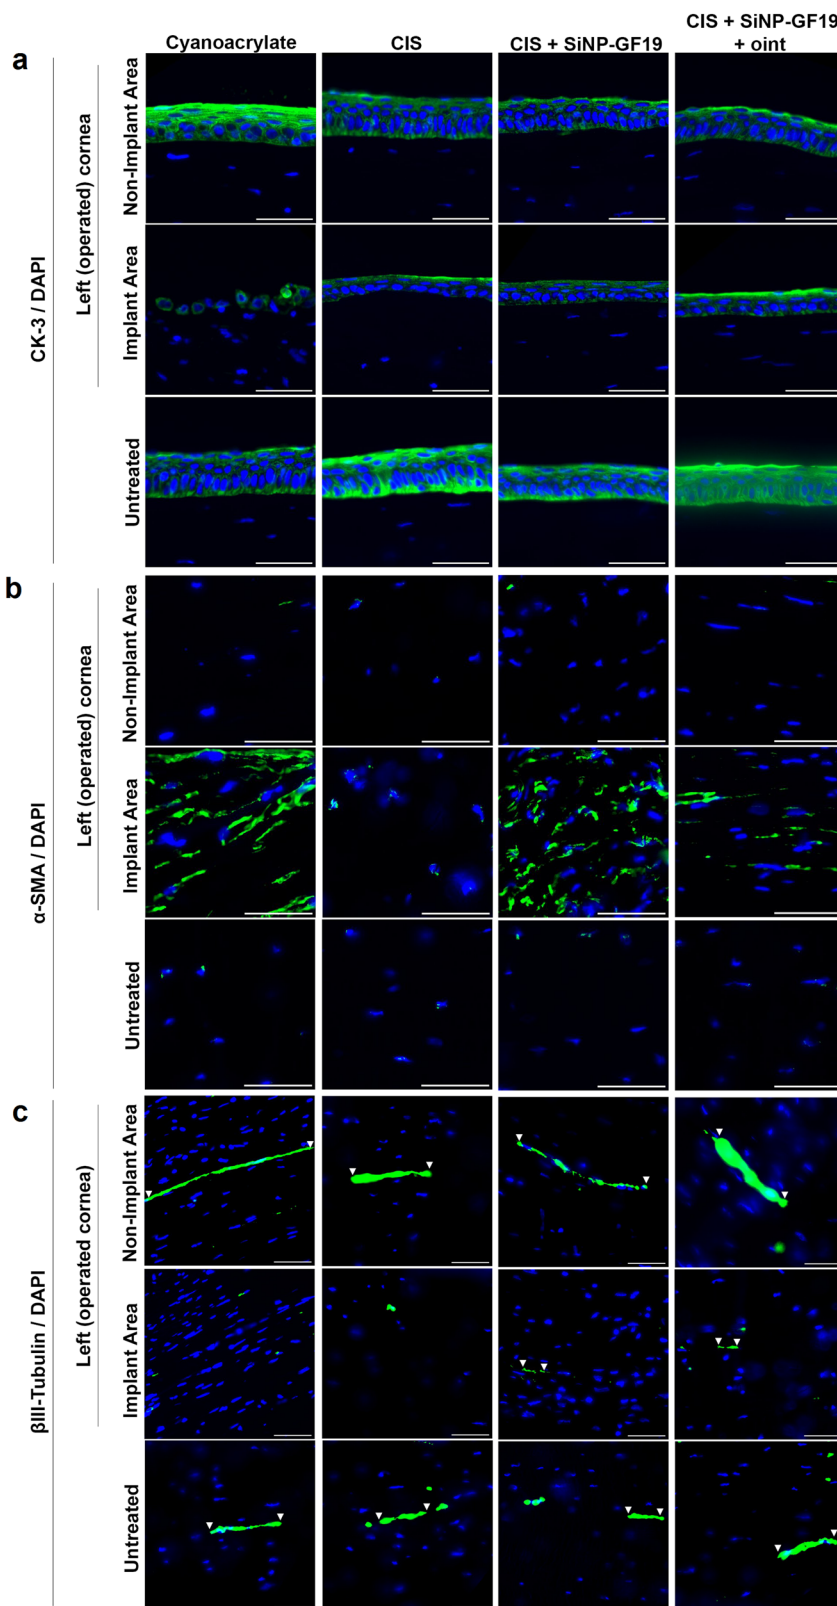 Cyanoacrylate
CIS
CIS + SiNP-GF19
CIS + SiNP-GF19
+ oint
a
CK-3 / DAPI
Left (operated) cornea
Non-Implant Area
Implant Area
Untreated
b
α-SMA / DAPI
Left (operated) cornea
Non-Implant Area
Implant Area
Untreated
c
βIII-Tubulin / DAPI
Left (operated cornea)
Non-Implant Area
Implant Area
Untreated